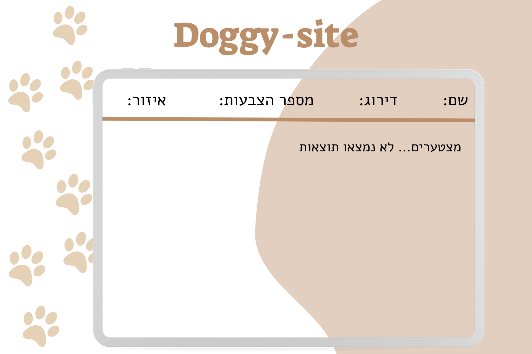 Doggy-site
שם: דירוג: מספר הצבעות: איזור:
מצטערים... לא נמצאו תוצאות